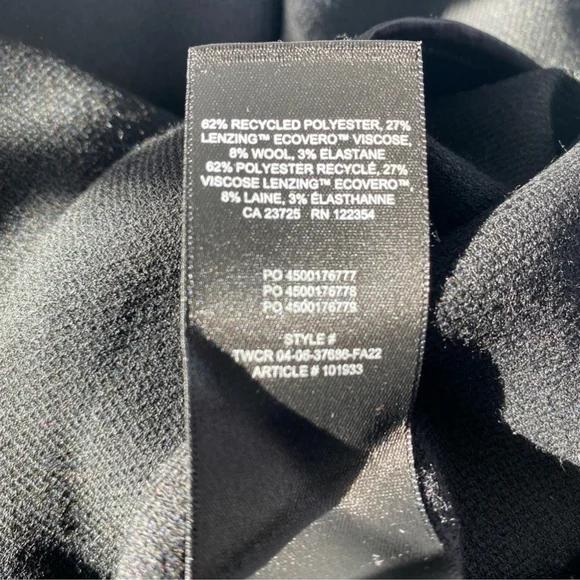 62% RECYCLED POLYESTER, 27%
LENZING™ ECOVERO™ VISCOSE,
8% WOOL, 3% ELASTANE
62% POLYESTER RECYCLÉ, 27%
VISCOSE LENZING™ ECOVERO™,
8% LAINE, 3% ÉLASTHANNE
CA 23725 RN 122354
PO 4500176777
PO 4500176778
PO 4500176779
STYLE #
TWCR 04-06-37686-FA22
ARTICLE # 101933